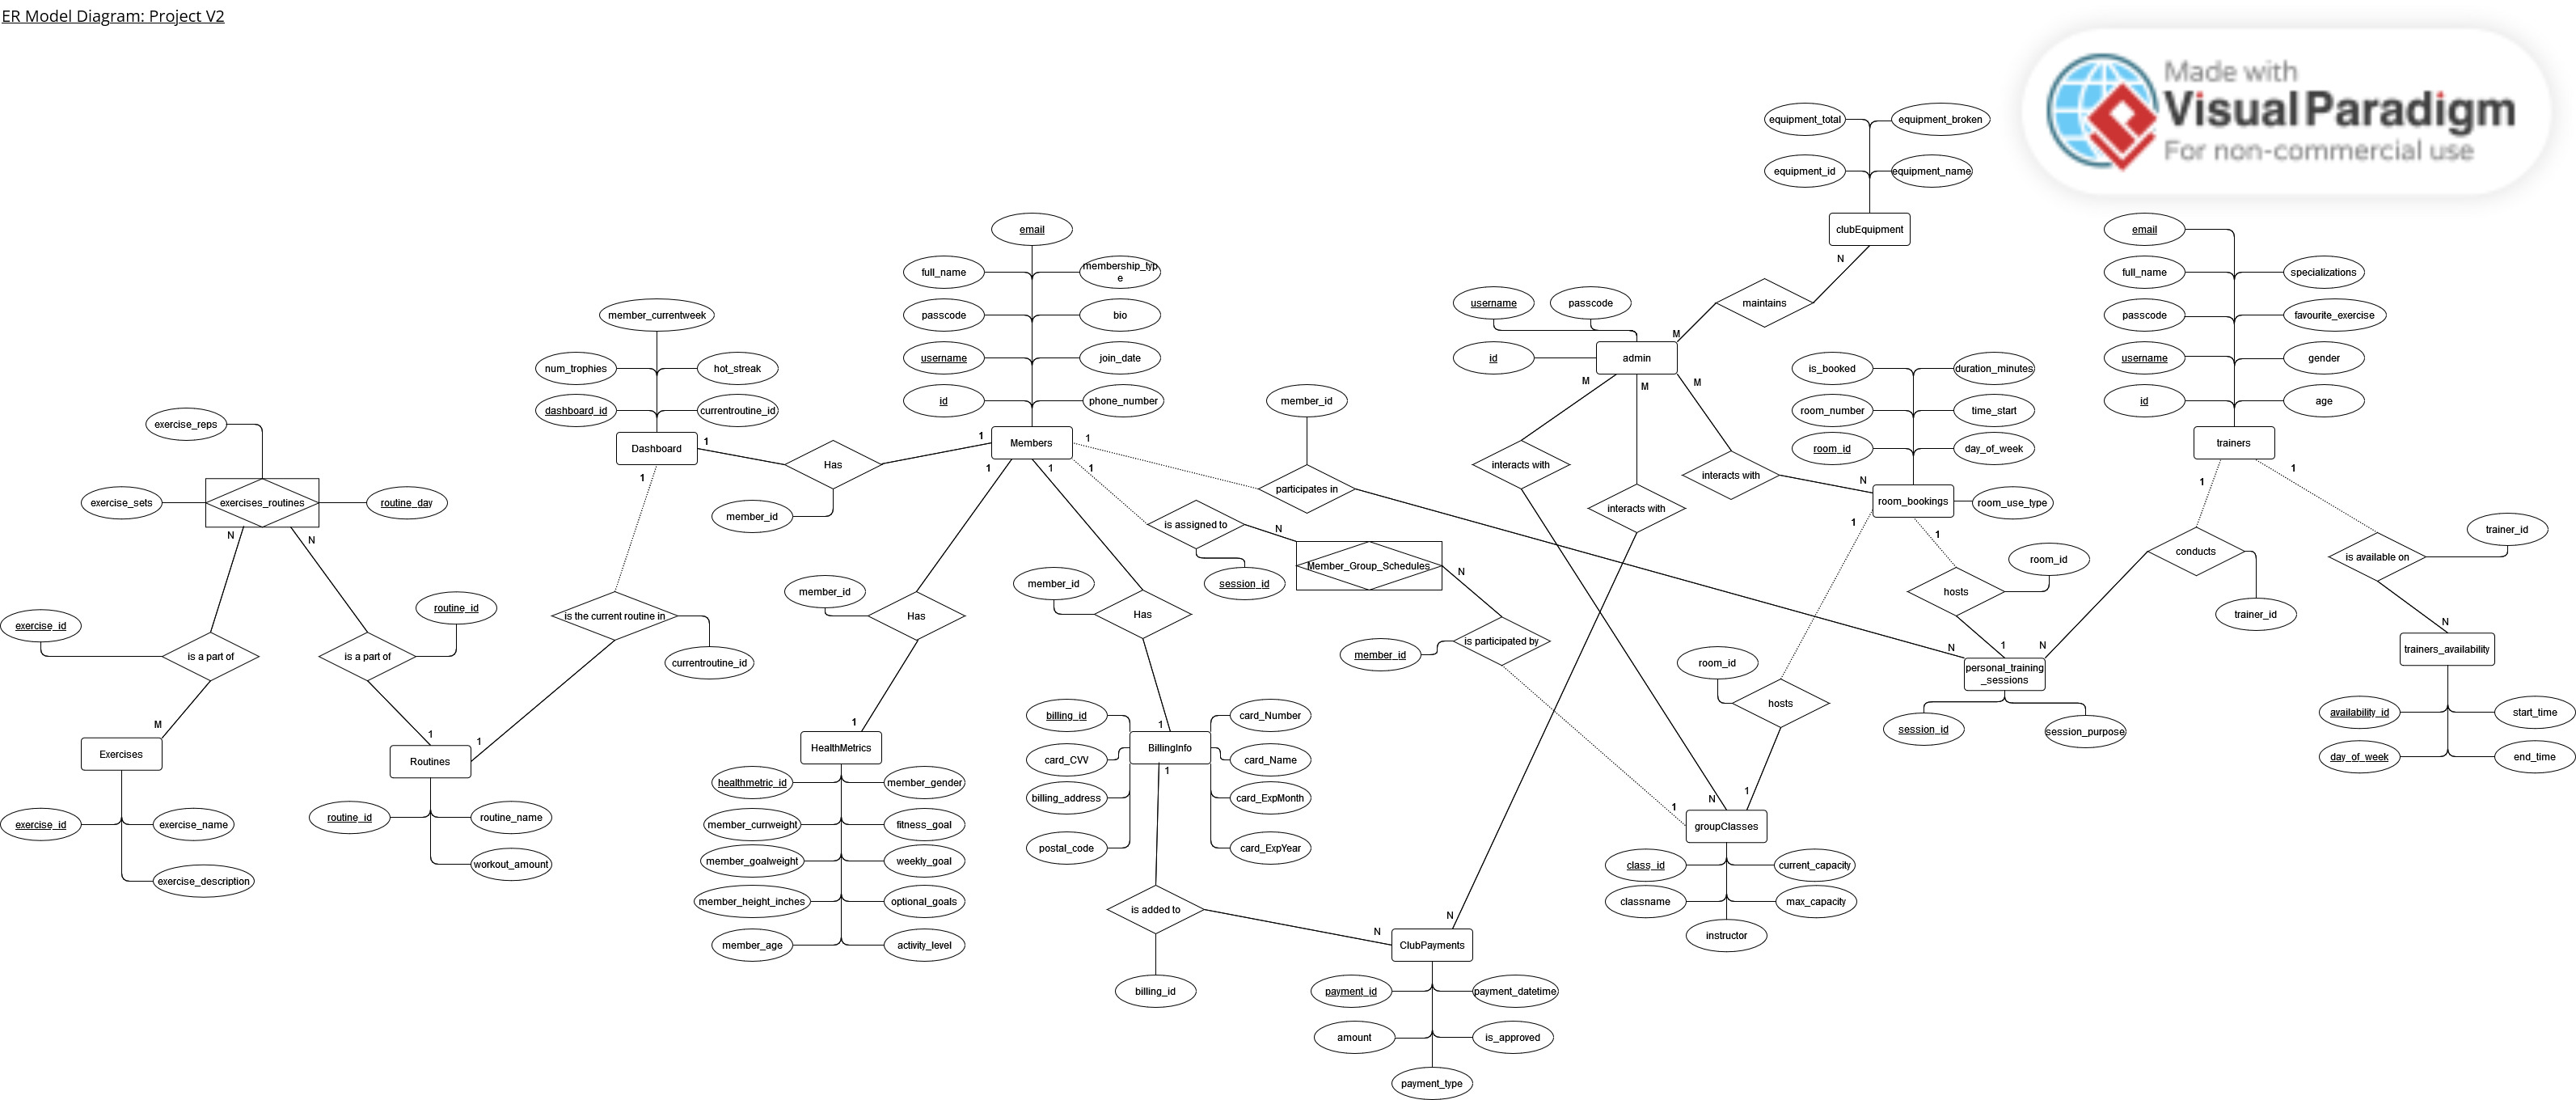 ER Model Diagram: Project V2
Made with
Visual Paradigm
For non-commercial use
equipment_total
equipment_broken
equipment_id
equipment_name
clubEquipment
N
maintains
M
username
passcode
id
admin
M
M
M
email
full_name
membership_typ
e
passcode
bio
username
join_date
id
phone_number
Members
1
1
1
1
1
member_currentweek
num_trophies
hot_streak
dashboard_id
currentroutine_id
Dashboard
1
1
Has
member_id
exercise_reps
exercise_sets
exercises_routines
routine_day
N
N
exercise_id
is a part of
M
routine_id
is a part of
1
is the current routine in
currentroutine_id
1
Exercises
exercise_id
exercise_name
exercise_description
Routines
routine_id
routine_name
workout_amount
member_id
Has
1
HealthMetrics
healthmetric_id
member_gender
member_currweight
fitness_goal
member_goalweight
weekly_goal
member_height_inches
optional_goals
member_age
activity_level
member_id
Has
1
BillingInfo
1
billing_id
card_Number
card_CVV
card_Name
billing_address
card_ExpMonth
postal_code
card_ExpYear
is added to
N
billing_id
member_id
participates in
N
is assigned to
N
session_id
Member_Group_Schedules
N
is participated by
member_id
1
interacts with
N
interacts with
N
interacts with
N
ClubPayments
payment_id
payment_datetime
amount
is_approved
payment_type
is_booked
duration_minutes
room_number
time_start
room_id
day_of_week
room_bookings
room_use_type
1
1
room_id
hosts
1
room_id
hosts
1
groupClasses
class_id
current_capacity
classname
max_capacity
instructor
personal_training
_sessions
session_id
session_purpose
email
full_name
specializations
passcode
favourite_exercise
username
gender
id
age
trainers
1
1
conducts
trainer_id
N
trainer_id
is available on
N
trainers_availability
availability_id
start_time
day_of_week
end_time